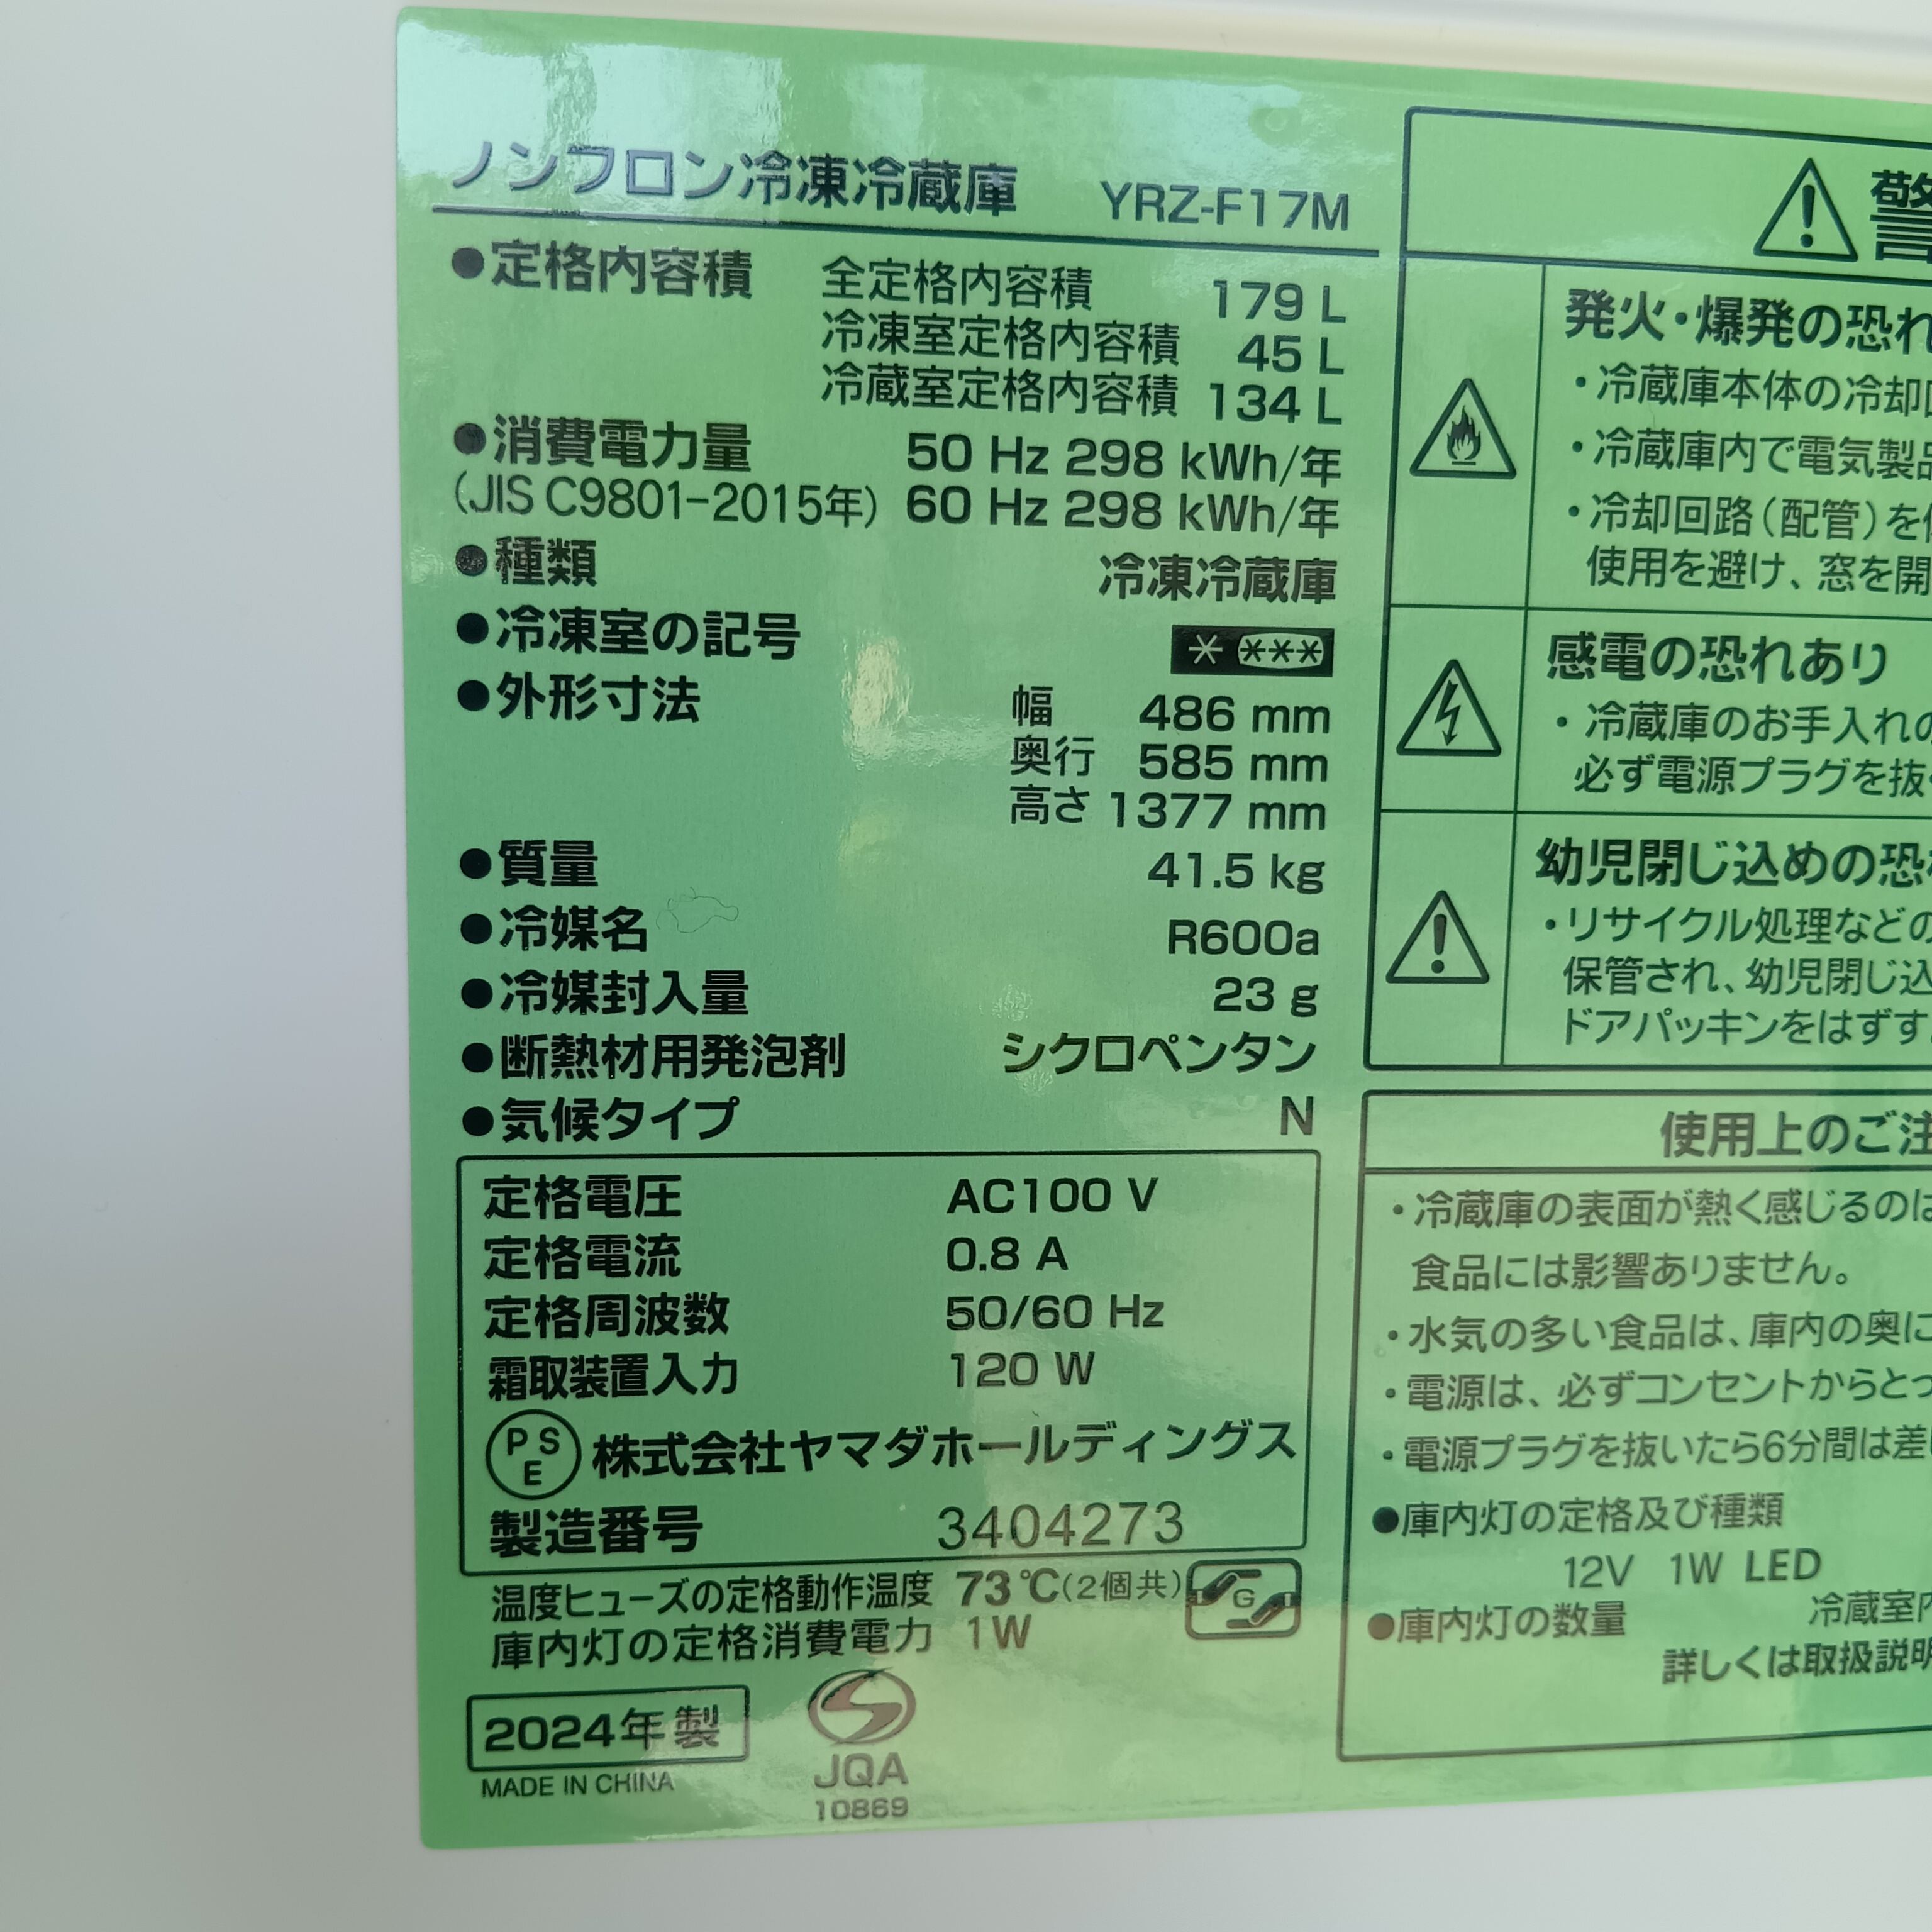 ノンフロン冷凍冷蔵庫 YRZ-F17M
●定格内容積 全定格内容積 179 L
冷凍室定格内容積 45 L
冷蔵室定格内容積 134 L
●消費電力量 50 Hz 298 kWh/年
(JIS C9801-2015年) 60 Hz 298 kWh/年
●種類 冷凍冷蔵庫
●冷凍室の記号
●外形寸法 幅 486 mm
奥行 585 mm
高さ 1377 mm
●質量 41.5 kg
●冷媒名 R600a
●冷媒封入量 23 g
●断熱材用発泡剤 シクロペンタン
●気候タイプ N
定格電圧 AC100 V
定格電流 0.8 A
定格周波数 50/60 Hz
霜取装置入力 120 W
PSE 株式会社ヤマダホールディングス
製造番号 3404273
温度ヒューズの定格動作温度 73℃(2個共)
G
庫内灯の定格消費電力 1W
2024年 製
MADE IN CHINA
JQA
10869
警
発火・爆発の恐れ
・冷蔵庫本体の冷却
・冷蔵庫内で電気製品
・冷却回路(配管)を
使用を避け、窓を開
感電の恐れあり
・冷蔵庫のお手入れの
必ず電源プラグを抜
幼児閉じ込めの恐
・リサイクル処理などの
保管され、幼児閉じ込
ドアパッキンをはずす
使用上のご注
・冷蔵庫の表面が熱く感じるのは
食品には影響ありません。
・水気の多い食品は、庫内の奥に
・電源は、必ずコンセントからとっ
・電源プラグを抜いたら6分間は差
●庫内灯の定格及び種類
12V 1W LED
●庫内灯の数量 冷蔵室内
詳しくは取扱説明